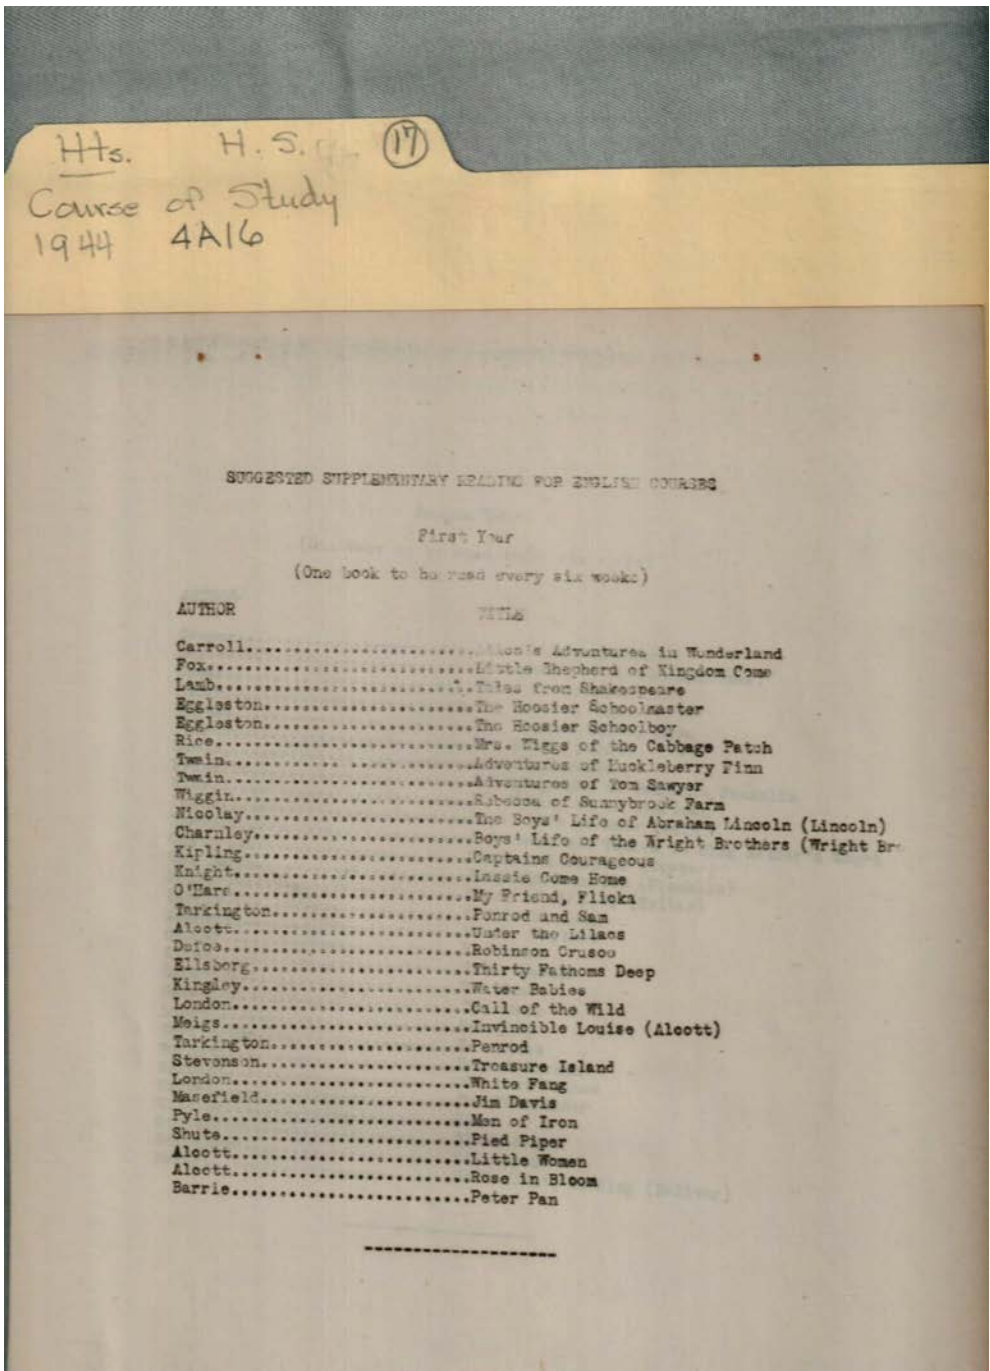 Hts. H. S. 17
Course of Study
1944 4A16
SUGGESTED SUPPLEMENTARY READING FOR ENGLISH COURSES
First Year
(One book to be read every six weeks)
AUTHOR TITLE
Carroll........................Alice's Adventures in Wonderland
Fox............................Little Shepherd of Kingdom Come
Lamb...........................Tales from Shakespeare
Eggleston......................The Hoosier Schoolmaster
Eggleston......................The Hoosier Schoolboy
Rice...........................Mrs. Wiggs of the Cabbage Patch
Twain..........................Adventures of Huckleberry Finn
Twain..........................Adventures of Tom Sawyer
Wiggin.........................Rebecca of Sunnybrook Farm
Nicolay........................The Boys' Life of Abraham Lincoln (Lincoln)
Charnley.......................Boys' Life of the Wright Brothers (Wright Br
Kipling........................Captains Courageous
Knight.........................Lassie Come Home
O'Hara.........................My Friend, Flicka
Tarkington.....................Penrod and Sam
Alcott.........................Under the Lilacs
Defoe..........................Robinson Crusoe
Ellsberg.......................Thirty Fathoms Deep
Kingley........................Water Babies
London.........................Call of the Wild
Meigs..........................Invincible Louise (Alcott)
Tarkington.....................Penrod
Stevenson......................Treasure Island
London.........................White Fang
Masefield......................Jim Davis
Pyle...........................Men of Iron
Shute..........................Pied Piper
Alcott.........................Little Women
Alcott.........................Rose in Bloom
Barrie.........................Peter Pan